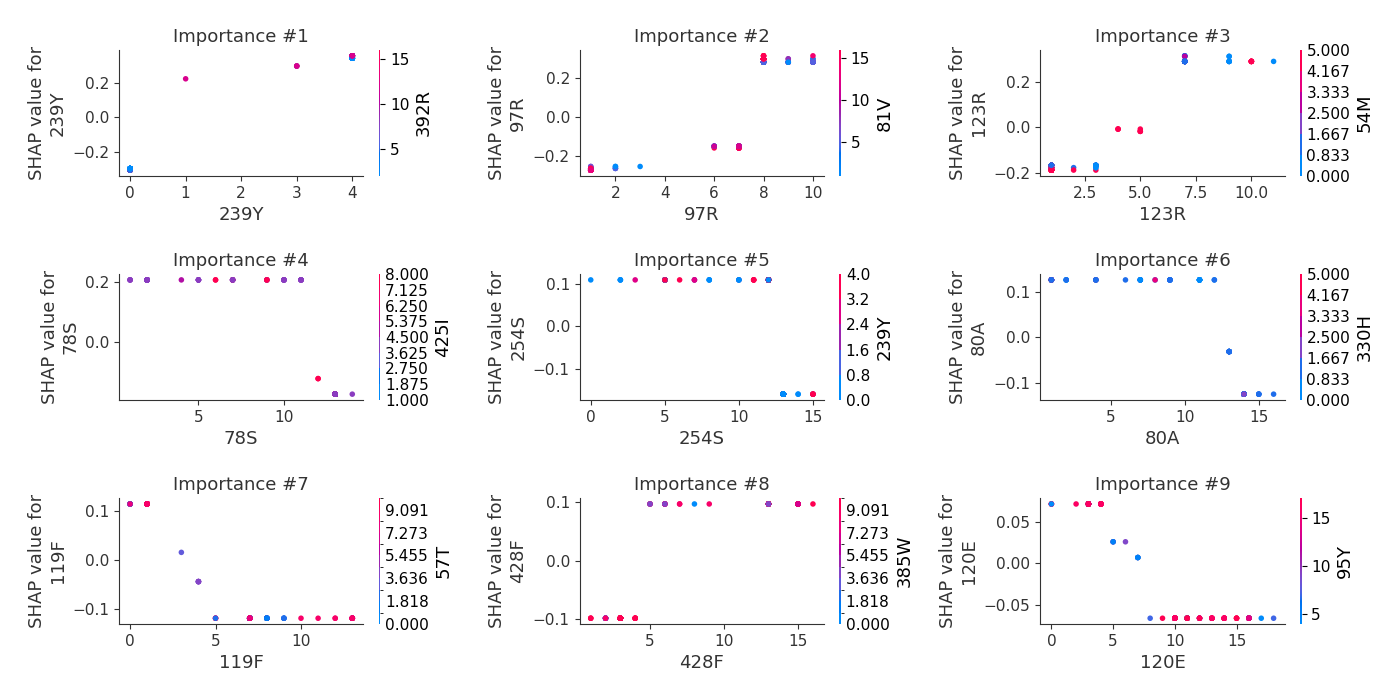 Importance #1
SHAP value for
239Y
0.2
0.0
−0.2
0
1
2
3
4
239Y
15
10
5
392R
Importance #2
SHAP value for
97R
0.2
0.0
−0.2
2
4
6
8
10
97R
15
10
5
81V
Importance #3
SHAP value for
123R
0.2
0.0
−0.2
2.5
5.0
7.5
10.0
123R
5.000
4.167
3.333
2.500
1.667
0.833
0.000
54M
Importance #4
SHAP value for
78S
0.2
0.0
5
10
78S
8.000
7.125
6.250
5.375
4.500
3.625
2.750
1.875
1.000
425I
Importance #5
SHAP value for
254S
0.1
0.0
−0.1
0
5
10
15
254S
4.0
3.2
2.4
1.6
0.8
0.0
239Y
Importance #6
SHAP value for
80A
0.1
0.0
−0.1
5
10
15
80A
5.000
4.167
3.333
2.500
1.667
0.833
0.000
330H
Importance #7
SHAP value for
119F
0.1
0.0
−0.1
0
5
10
119F
9.091
7.273
5.455
3.636
1.818
0.000
57T
Importance #8
SHAP value for
428F
0.1
0.0
−0.1
5
10
15
428F
9.091
7.273
5.455
3.636
1.818
0.000
385W
Importance #9
SHAP value for
120E
0.05
0.00
−0.05
0
5
10
15
120E
15
10
5
95Y